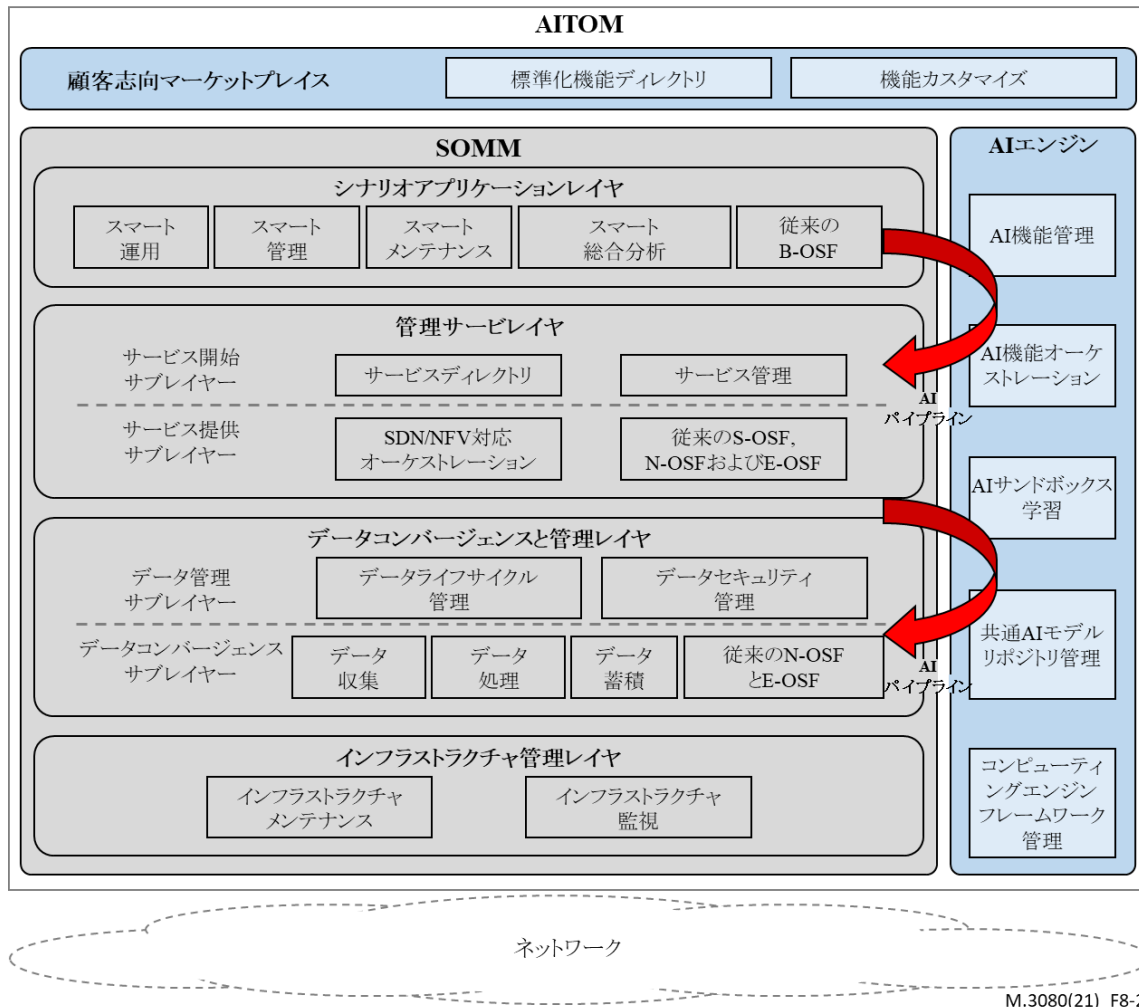 AITOM
顧客志向マーケットプレイス
標準化機能ディレクトリ
機能カスタマイズ
SOMM
シナリオアプリケーションレイヤ
スマート
運用
スマート
管理
スマート
メンテナンス
スマート
総合分析
従来の
B-OSF
管理サービレイヤ
サービス開始
サブレイヤー
サービスディレクトリ
サービス管理
サービス提供
サブレイヤー
SDN/NFV対応
オーケストレーション
従来のS-OSF,
N-OSFおよびE-OSF
AI
パイプライン
データコンバージェンスと管理レイヤ
データ管理
サブレイヤー
データライフサイクル
管理
データセキュリティ
管理
データコンバージェンス
サブレイヤー
データ
収集
データ
処理
データ
蓄積
従来のN-OSF
とE-OSF
AI
パイプライン
インフラストラクチャ管理レイヤ
インフラストラクチャ
メンテナンス
インフラストラクチャ
監視
AIエンジン
AI機能管理
AI機能オーケ
ストレーション
AIサンドボックス
学習
共通AIモデル
リポジトリ管理
コンピューティ
ングエンジン
フレームワーク
管理
ネットワーク